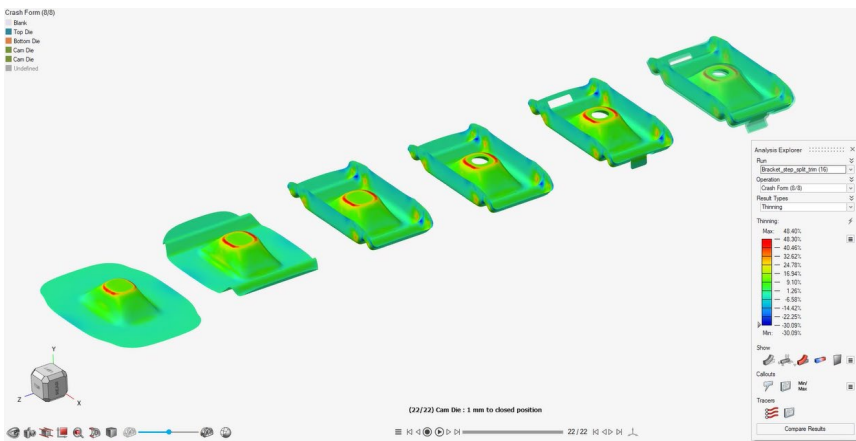 Crash Form (8/8)
Blank
Top Die
Bottom Die
Cam Die
Cam Die
Undefined
Analysis Explorer
Run
Bracket_step_split_trim (16)
Operation
Crash Form (8/8)
Result Types
Thinning
Thinning:
Max: 48.40%
48.30%
40.46%
32.62%
24.78%
16.94%
9.10%
1.26%
-6.58%
-14.42%
-22.25%
-30.09%
Min: -30.09%
Show
Callouts
Min/
Max
Tracers
Compare Results
Y
Z
X
(22/22) Cam Die : 1 mm to closed position
22 / 22